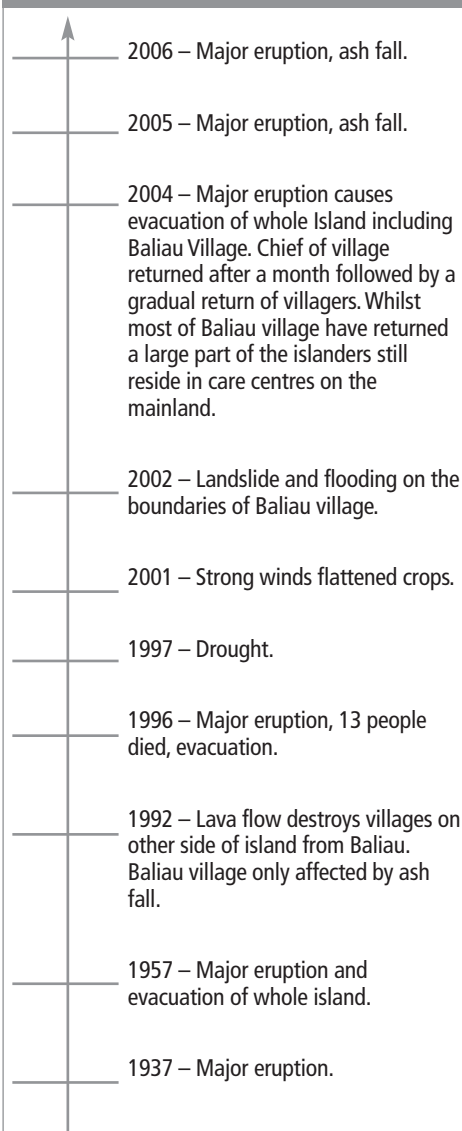 2006 – Major eruption, ash fall.
2005 – Major eruption, ash fall.
2004 – Major eruption causes
evacuation of whole Island including
Baliau Village. Chief of village
returned after a month followed by a
gradual return of villagers. Whilst
most of Baliau village have returned
a large part of the islanders still
reside in care centres on the
mainland.
2002 – Landslide and flooding on the
boundaries of Baliau village.
2001 – Strong winds flattened crops.
1997 – Drought.
1996 – Major eruption, 13 people
died, evacuation.
1992 – Lava flow destroys villages on
other side of island from Baliau.
Baliau village only affected by ash
fall.
1957 – Major eruption and
evacuation of whole island.
1937 – Major eruption.